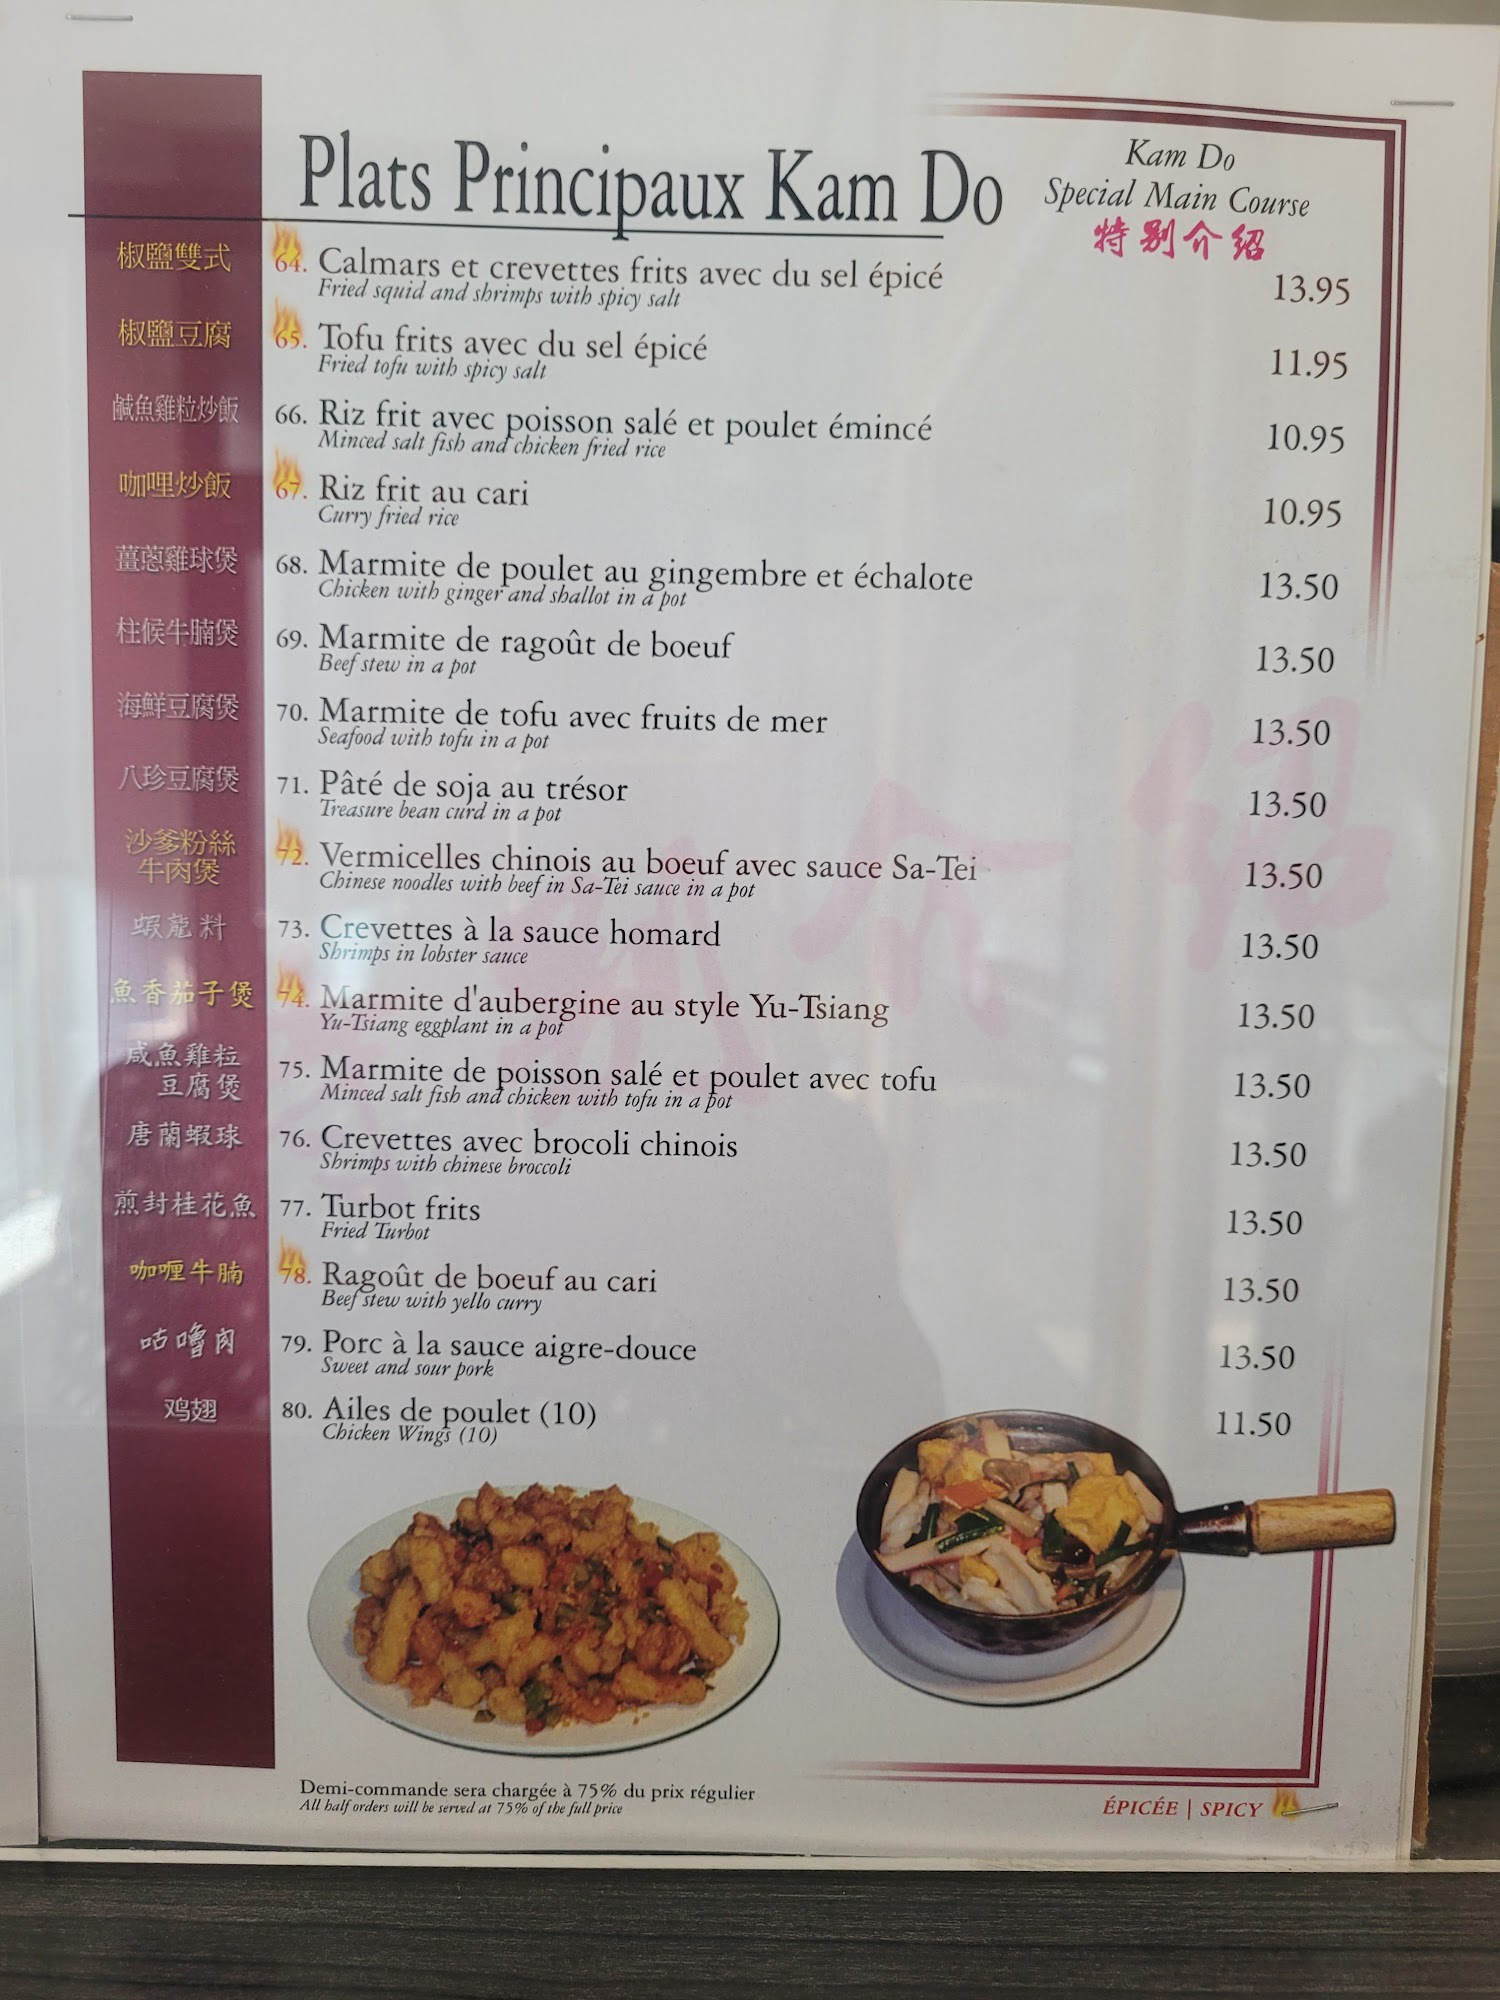 Plats Principaux Kam Do
Kam Do
Special Main Course
特别介绍
椒鹽雙式
64. Calmars et crevettes frits avec du sel épicé
Fried squid and shrimps with spicy salt
13.95
椒鹽豆腐
65. Tofu frits avec du sel épicé
Fried tofu with spicy salt
11.95
鹹魚雞粒炒飯
66. Riz frit avec poisson salé et poulet émincé
Minced salt fish and chicken fried rice
10.95
咖哩炒飯
67. Riz frit au cari
Curry fried rice
10.95
薑蔥雞球煲
68. Marmite de poulet au gingembre et échalote
Chicken with ginger and shallot in a pot
13.50
柱候牛腩煲
69. Marmite de ragoût de boeuf
Beef stew in a pot
13.50
海鮮豆腐煲
70. Marmite de tofu avec fruits de mer
Seafood with tofu in a pot
13.50
八珍豆腐煲
71. Pâté de soja au trésor
Treasure bean curd in a pot
13.50
沙爹粉絲
牛肉煲
72. Vermicelles chinois au boeuf avec sauce Sa-Tei
Chinese noodles with beef in Sa-Tei sauce in a pot
13.50
蝦龍料
73. Crevettes à la sauce homard
Shrimps in lobster sauce
13.50
魚香茄子煲
74. Marmite d'aubergine au style Yu-Tsiang
Yu-Tsiang eggplant in a pot
13.50
咸魚雞粒
豆腐煲
75. Marmite de poisson salé et poulet avec tofu
Minced salt fish and chicken with tofu in a pot
13.50
唐蘭蝦球
76. Crevettes avec brocoli chinois
Shrimps with chinese broccoli
13.50
煎封桂花魚
77. Turbot frits
Fried Turbot
13.50
咖喱牛腩
78. Ragoût de boeuf au cari
Beef stew with yello curry
13.50
咕嚕肉
79. Porc à la sauce aigre-douce
Sweet and sour pork
13.50
鸡翅
80. Ailes de poulet (10)
Chicken Wings (10)
11.50
Demi-commande sera chargée à 75% du prix régulier
All half orders will be served at 75% of the full price
ÉPICÉE | SPICY